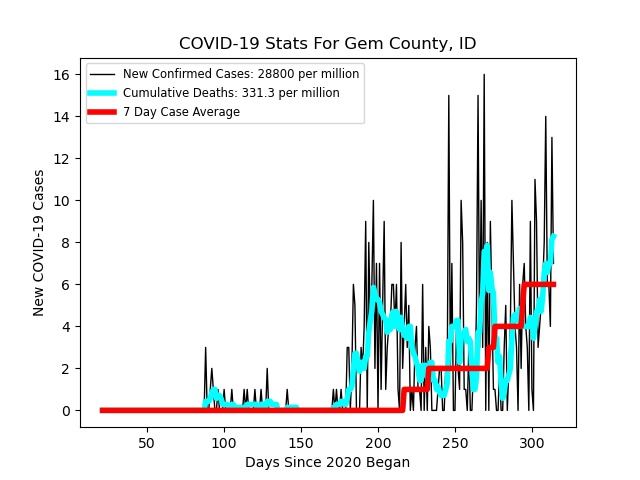 COVID-19 Stats For Gem County, ID
New Confirmed Cases: 28800 per million
Cumulative Deaths: 331.3 per million
7 Day Case Average
New COVID-19 Cases
16
14
12
10
8
6
4
2
0
50 100 150 200 250 300
Days Since 2020 Began